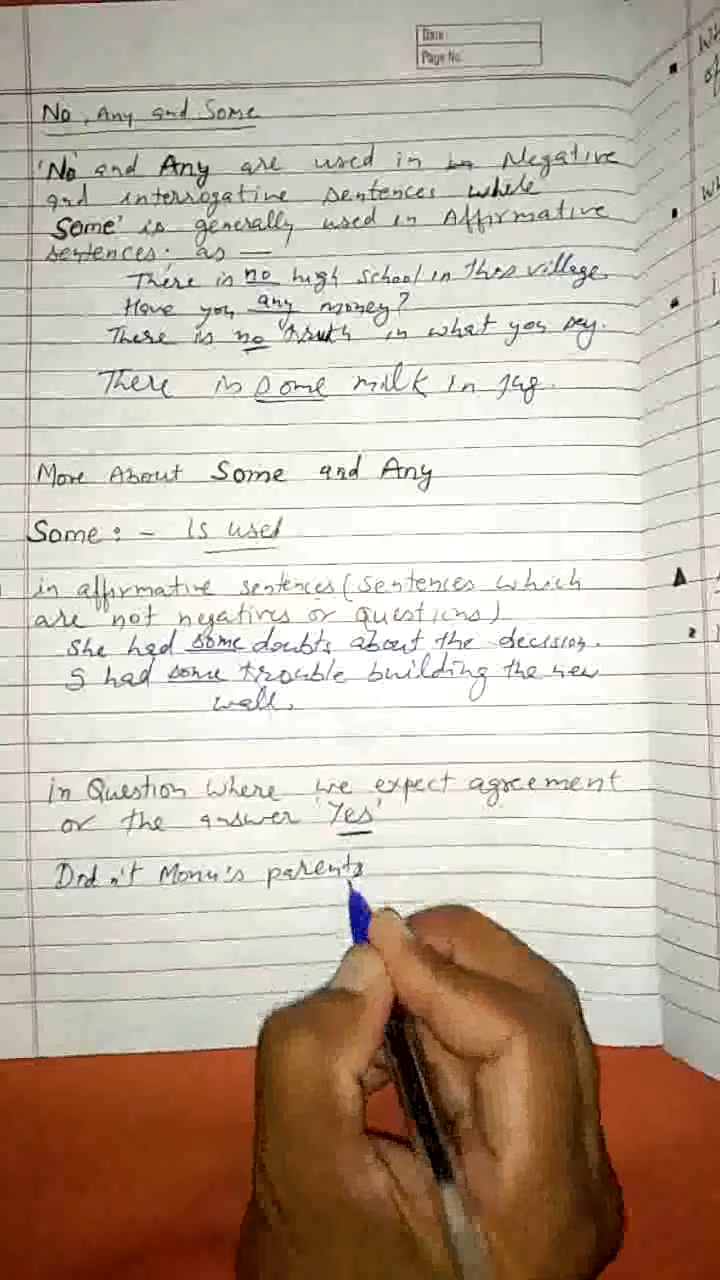 Date:
Page No:
No, Any and Some
'No and Any are used in Negative
and interrogative sentences while
Some' is generally used in Affirmative
sentences; as —
There is no high school in this village.
Have you any money?
There is no truth in what you say.
There is some milk in jug.
More About Some and Any
Some: - Is used
in affirmative sentences (sentences which
are not negatives or questions)
She had some doubts about the decision.
I had some trouble building the new
wall.
in Question where we expect agreement
or the answer 'Yes'
Didn't Monu's parents